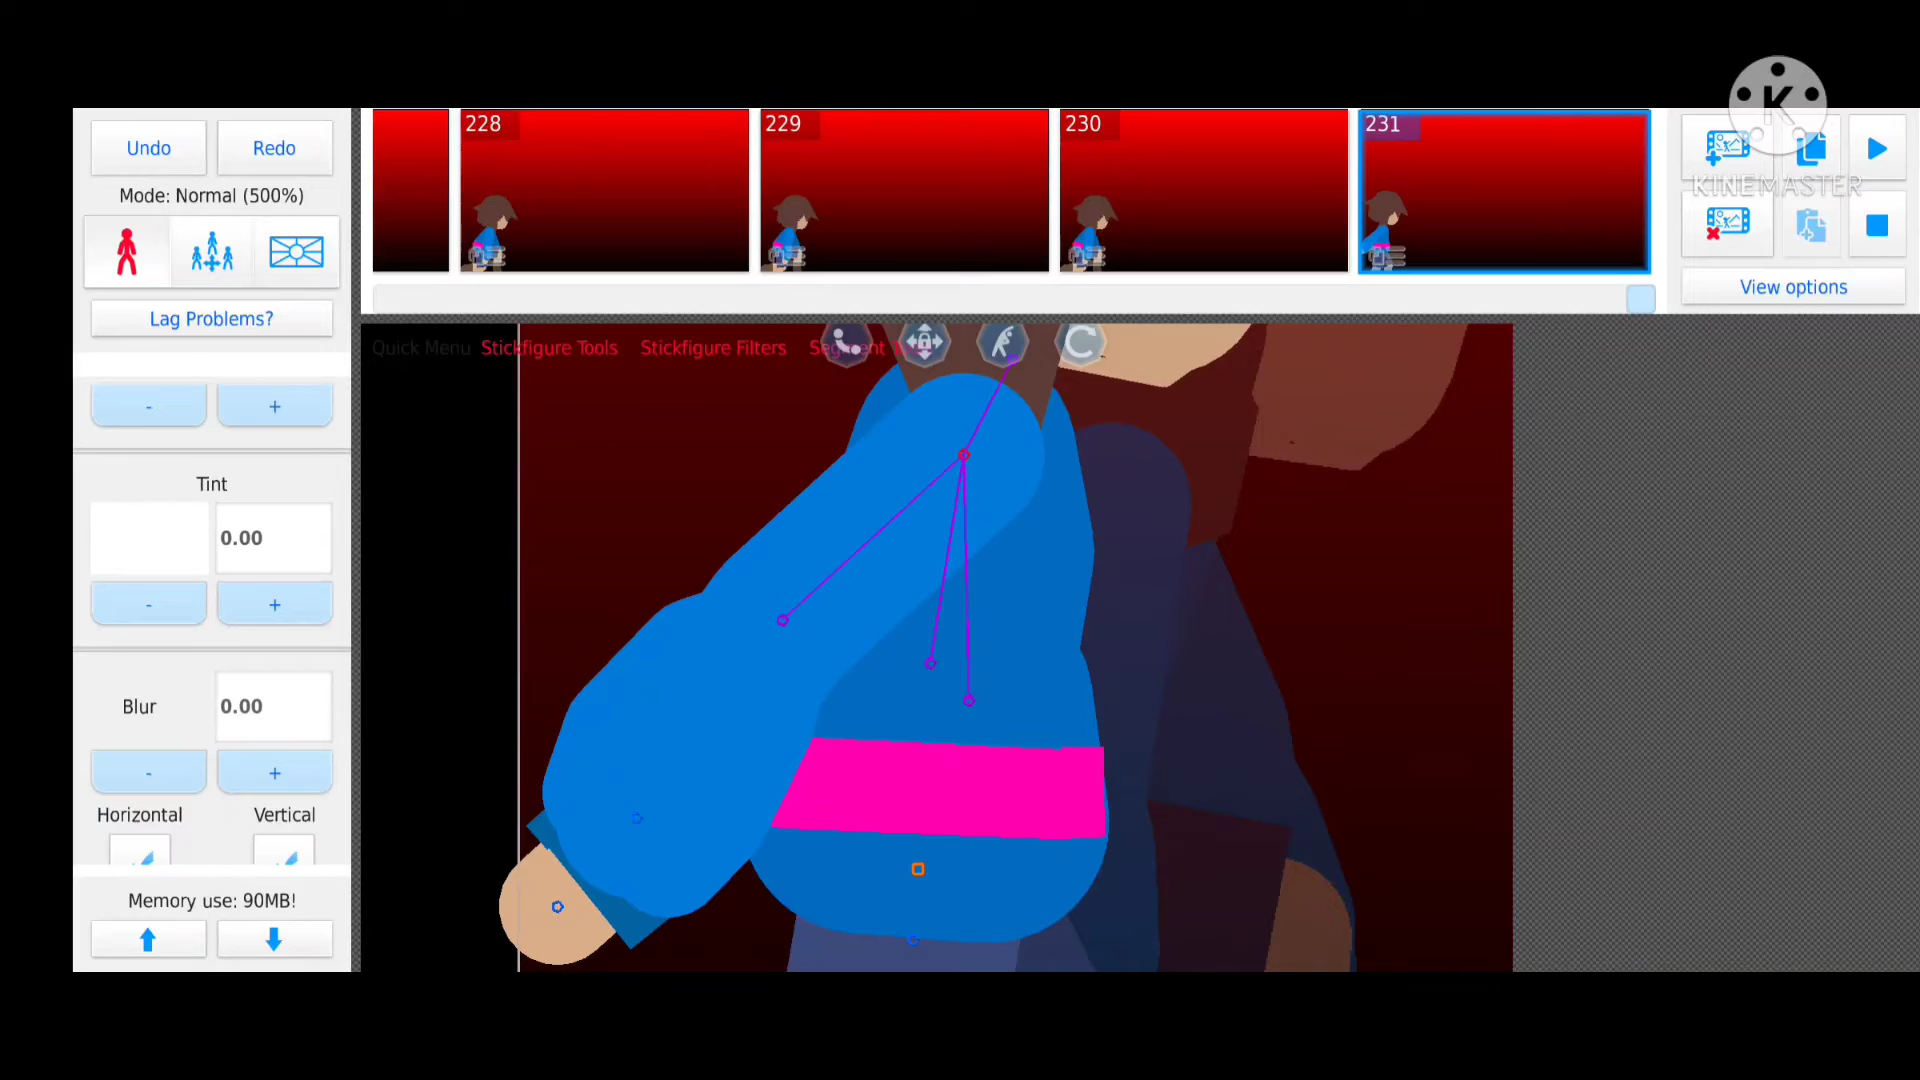 228
229
230
231
Undo
Redo
Mode: Normal (500%)
K
KINEMASTER
Lag Problems?
View options
Quick Menu
Stickfigure Tools
Stickfigure Filters
-
+
Tint
0.00
-
+
Blur
0.00
-
+
Horizontal
Vertical
Memory use: 90MB!